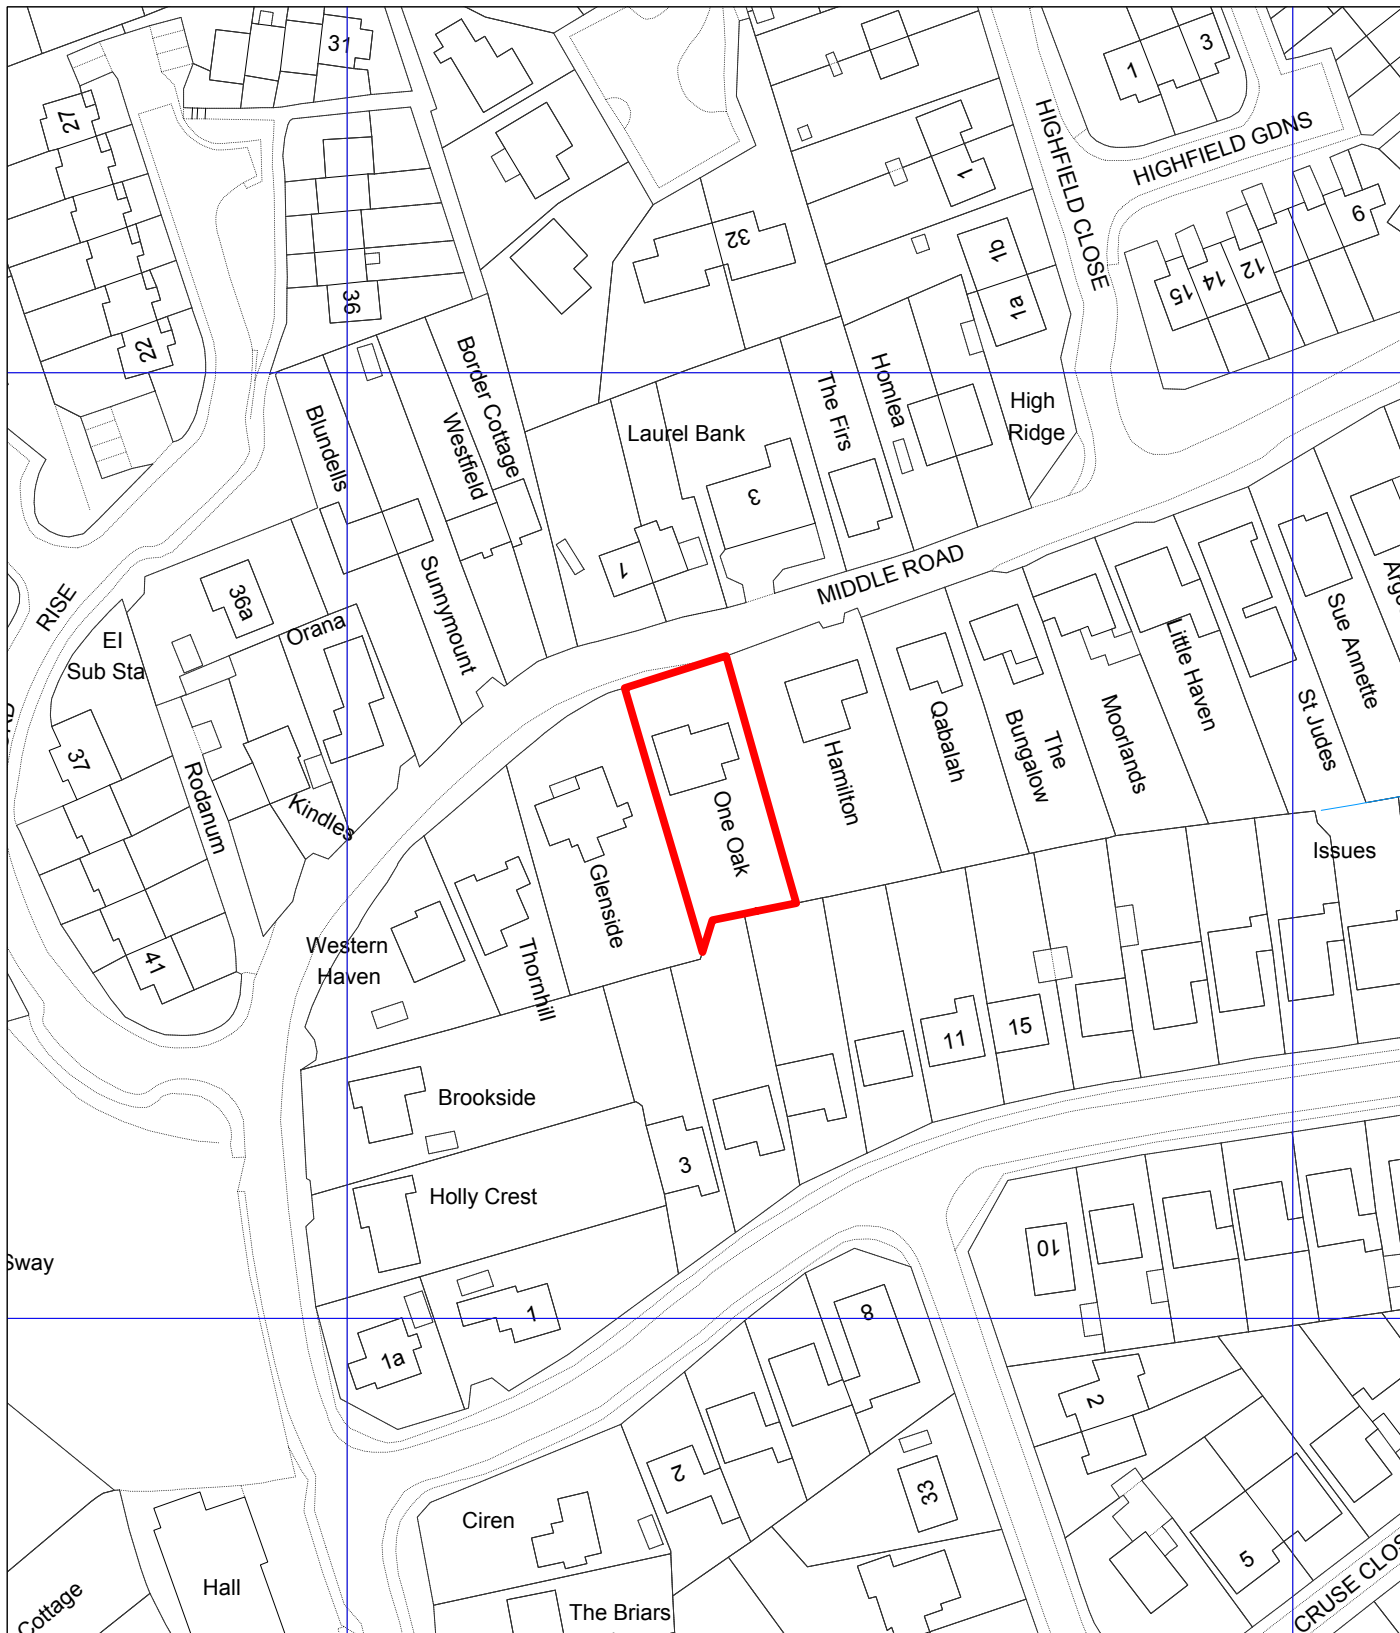 31
3
1
27
HIGHFIELD GDNS
HIGHFIELD CLOSE
1
9
32
1b
12
14
15
1a
36
22
Border Cottage
Westfield
Blundells
Laurel Bank
The Firs
Homlea
High
Ridge
3
1
MIDDLE ROAD
Sunnymount
36a
Orana
RISE
El
Sub Sta
Sue Annette
Little Haven
St Judes
Moorlands
The
Bungalow
Qabalah
Hamilton
One Oak
37
Rodanum
Kindles
Issues
Glenside
Western
Haven
Thornhill
41
11
15
Brookside
3
Holly Crest
10
Sway
1
8
1a
2
2
33
Ciren
5
Hall
Cottage
The Briars